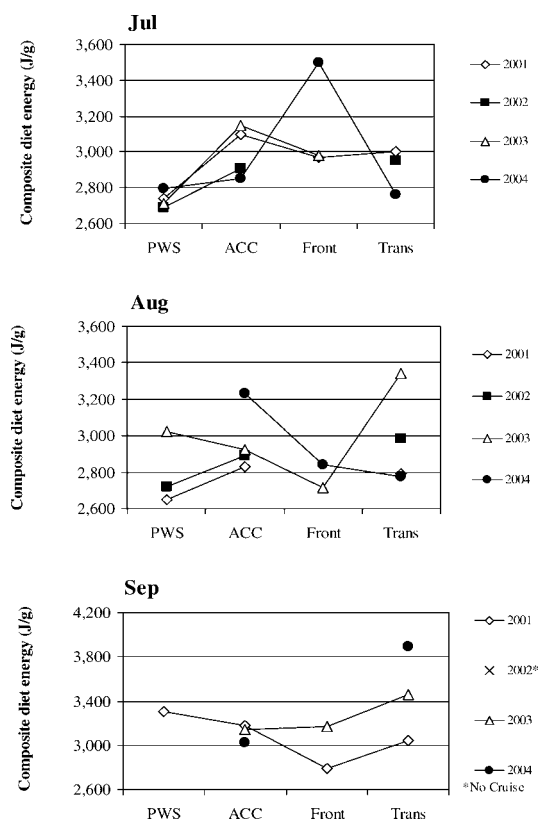 Jul
Composite diet energy (J/g)
3,600
3,400
3,200
3,000
2,800
2,600
PWS ACC Front Trans
2001
2002
2003
2004
Aug
Composite diet energy (J/g)
3,600
3,400
3,200
3,000
2,800
2,600
PWS ACC Front Trans
2001
2002
2003
2004
Sep
Composite diet energy (J/g)
4,200
3,800
3,400
3,000
2,600
PWS ACC Front Trans
2001
2002*
2003
2004
*No Cruise